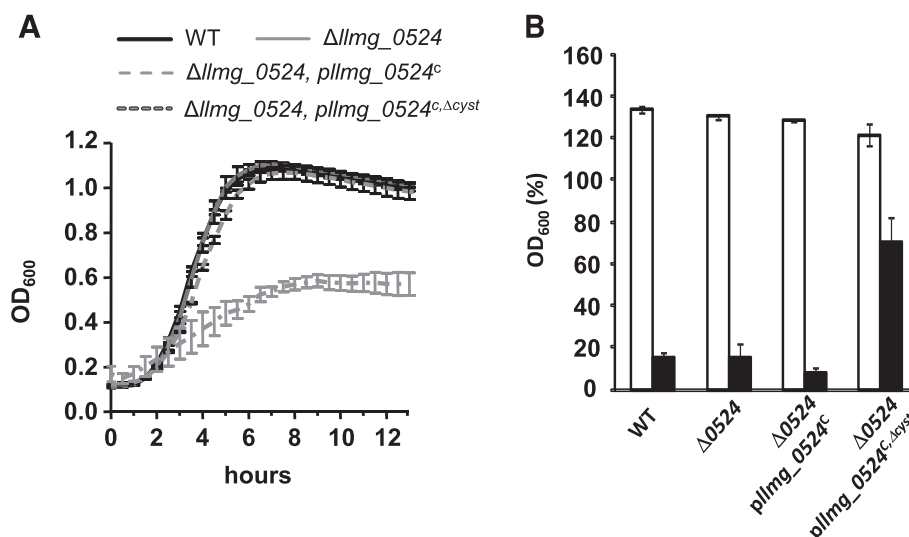 A
WT
Δllmg_0524
Δllmg_0524, pllmg_0524ᶜ
Δllmg_0524, pllmg_0524ᶜ,Δcyst
1.2
1.0
0.8
0.6
0.4
0.2
0.0
OD₆₀₀
0 2 4 6 8 10 12
hours
B
160
140
120
100
80
60
40
20
0
OD₆₀₀ (%)
WT
Δ0524
Δ0524
pllmg_0524ᶜ
Δ0524
pllmg_0524ᶜ,Δcyst